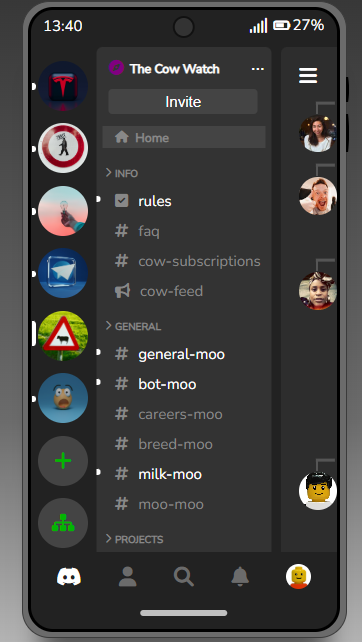 13:40
27%
The Cow Watch
...
Invite
Home
INFO
rules
# faq
# cow-subscriptions
cow-feed
GENERAL
# general-moo
# bot-moo
# careers-moo
# breed-moo
# milk-moo
# moo-moo
PROJECTS